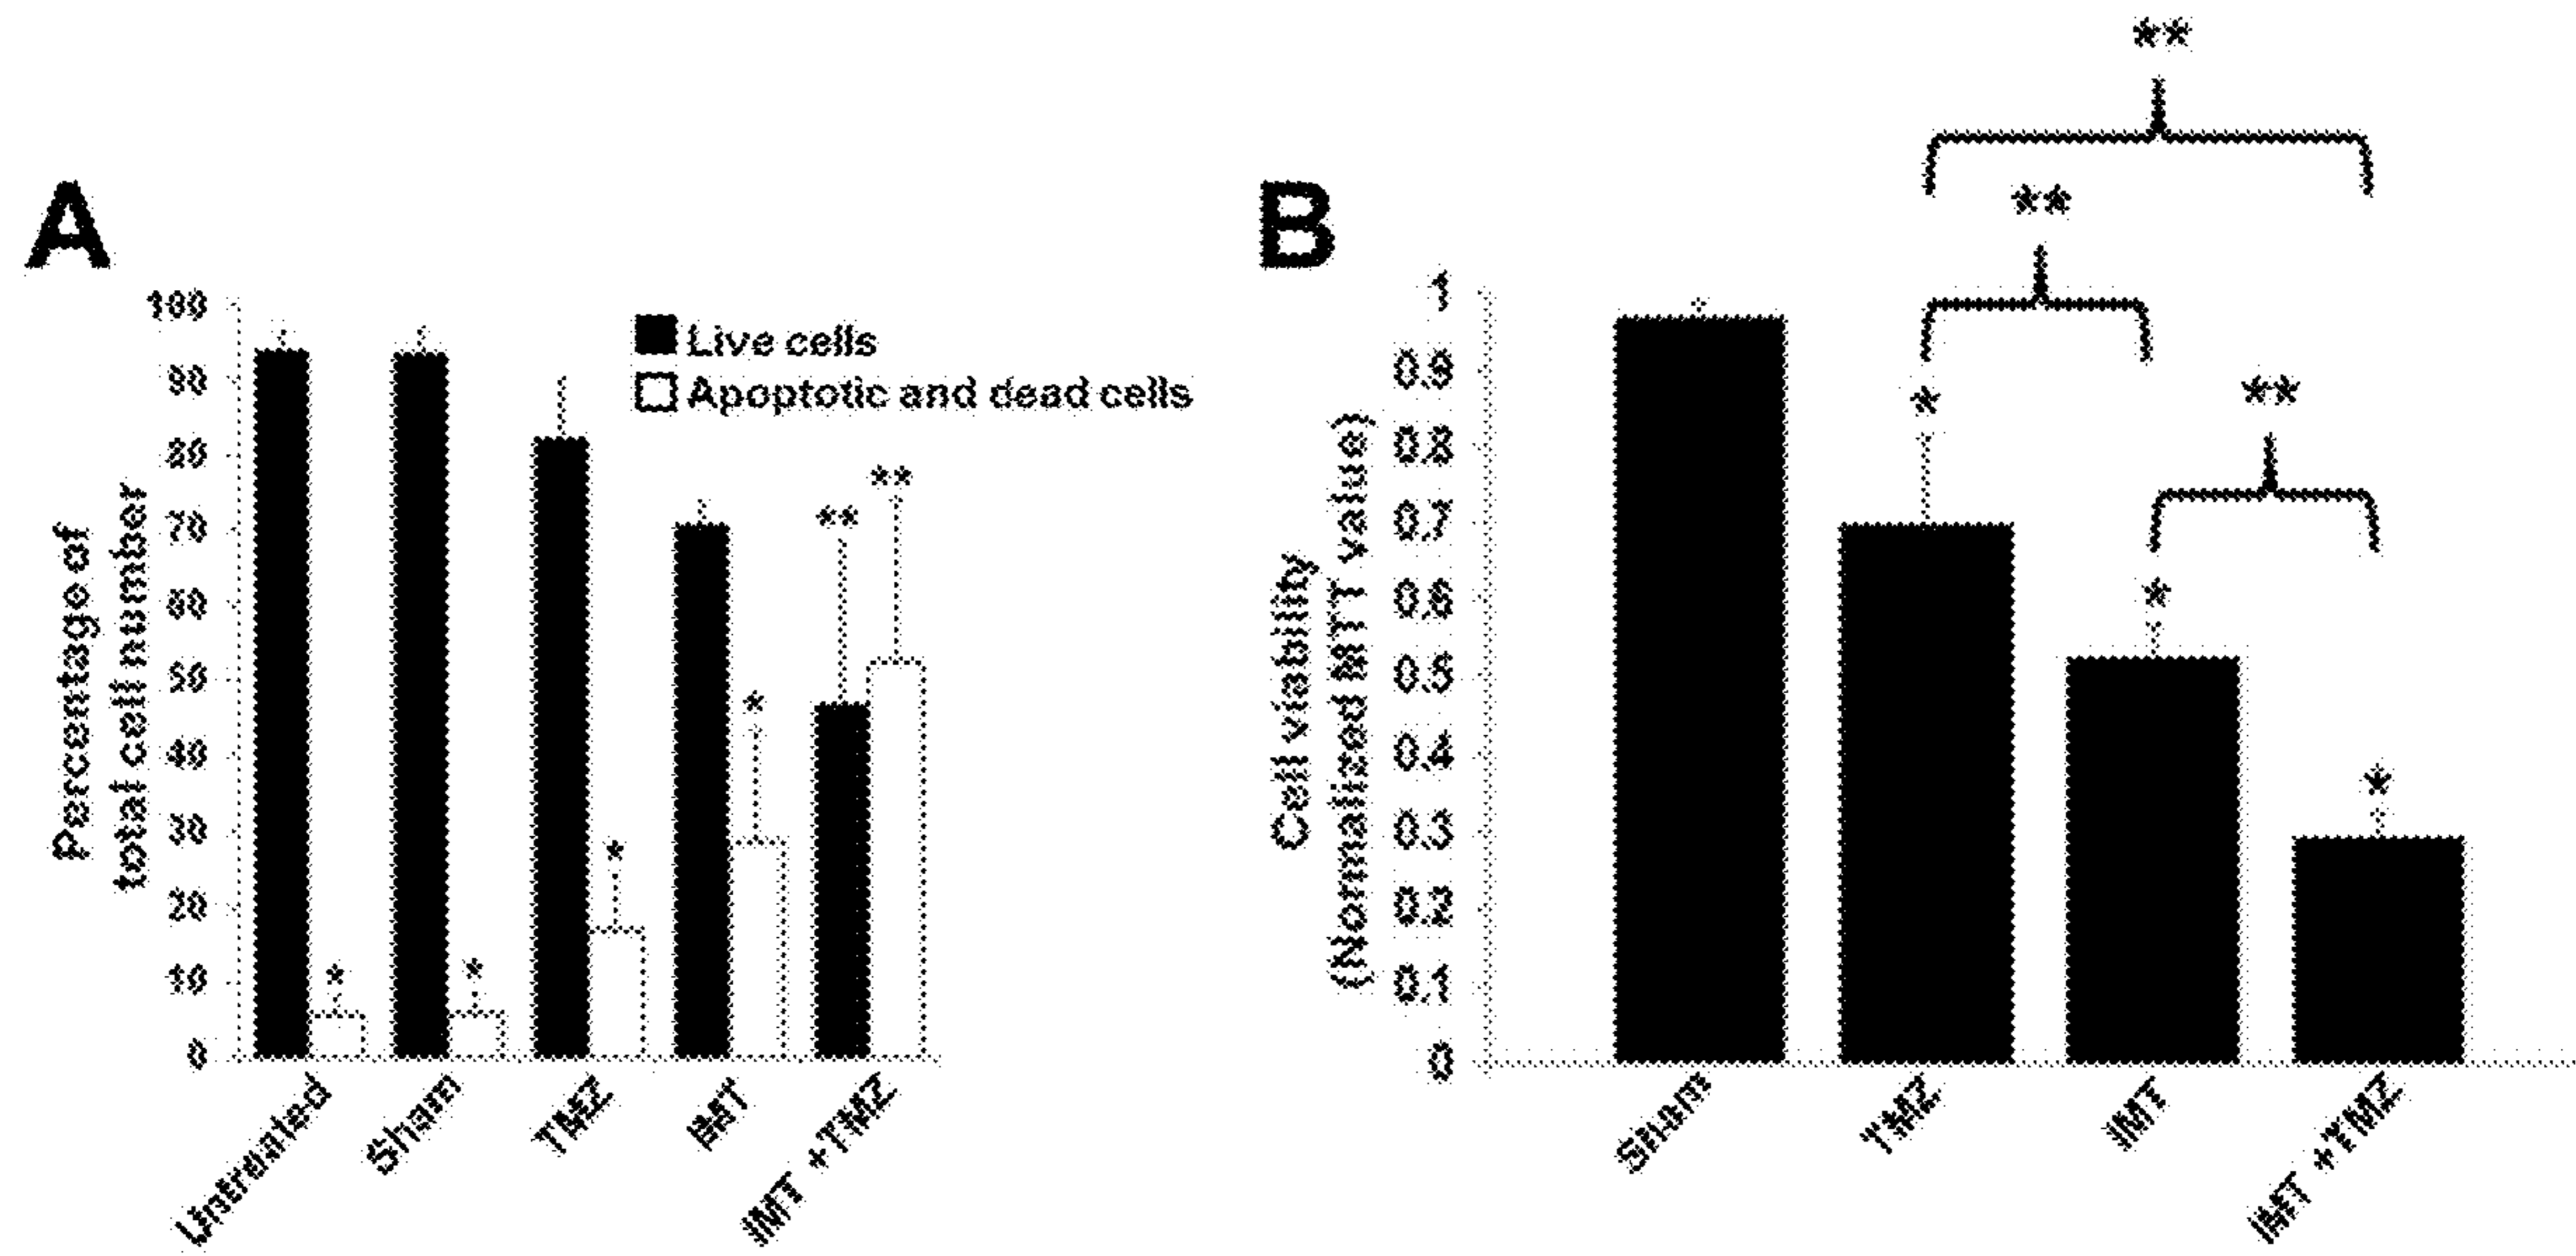 A
100
90
80
70
60
50
40
30
20
10
0
Percentage of
total cell number
Live cells
Apoptotic and dead cells
*
*
*
*
**
**
Untreated
Sham
TMZ
IMT
IMT +TMZ
B
1
0.9
0.8
0.7
0.6
0.5
0.4
0.3
0.2
0.1
0
Cell viability
(Normalized MTT value)
**
**
**
*
*
*
Sham
TMZ
IMT
IMT +TMZ